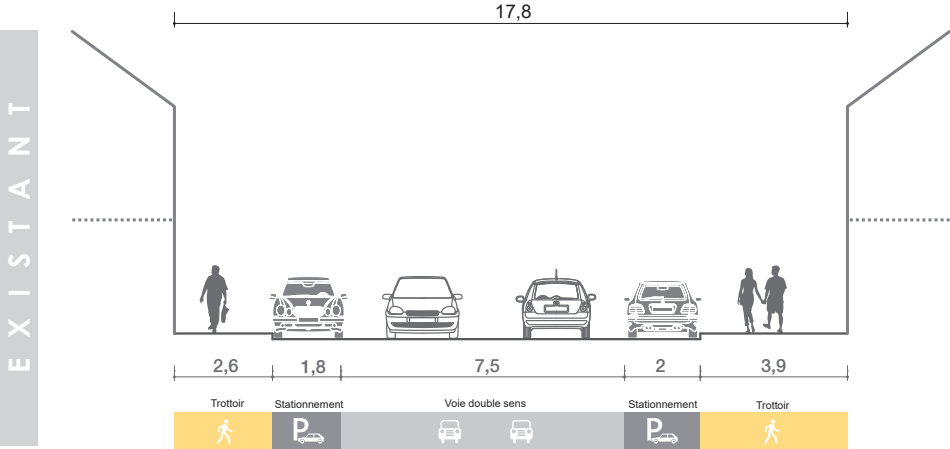 17,8
EXISTANT
2,6 1,8 7,5 2 3,9
Trottoir Stationnement Voie double sens Stationnement Trottoir
P P